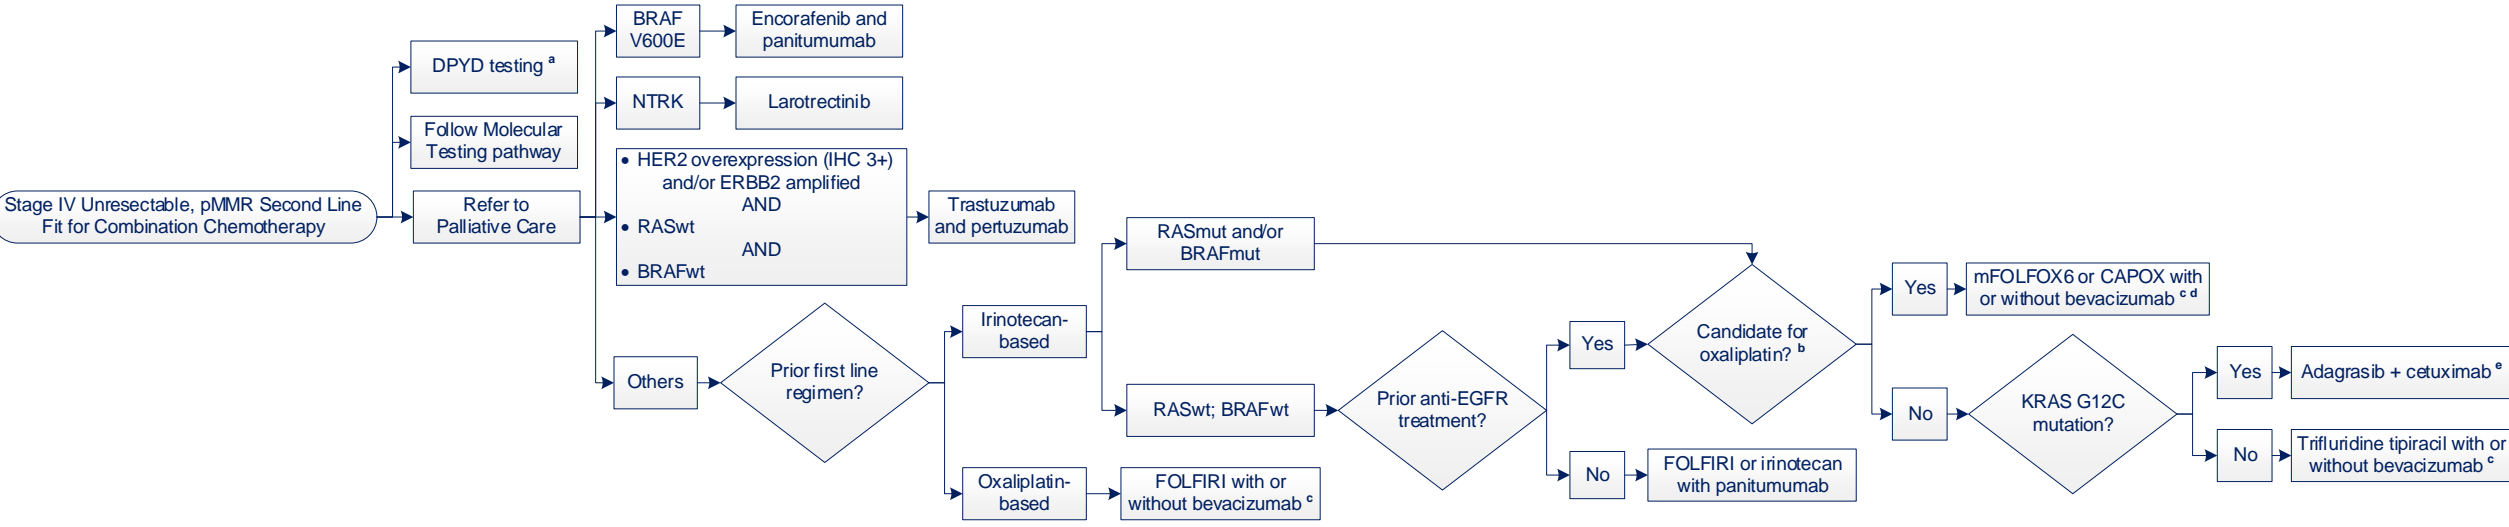 Stage IV Unresectable, pMMR Second Line
Fit for Combination Chemotherapy
DPYD testing a
Follow Molecular
Testing pathway
Refer to
Palliative Care
BRAF
V600E
Encorafenib and
panitumumab
NTRK
Larotrectinib
• HER2 overexpression (IHC 3+)
and/or ERBB2 amplified
AND
• RASwt
AND
• BRAFwt
Trastuzumab
and pertuzumab
Others
Prior first line
regimen?
Irinotecan-
based
Oxaliplatin-
based
FOLFIRI with or
without bevacizumab c
RASmut and/or
BRAFmut
RASwt; BRAFwt
Prior anti-EGFR
treatment?
Yes
No
FOLFIRI or irinotecan
with panitumumab
Candidate for
oxaliplatin? b
Yes
mFOLFOX6 or CAPOX with
or without bevacizumab c d
No
KRAS G12C
mutation?
Yes
Adagrasib + cetuximab e
No
Trifluridine tipiracil with or
without bevacizumab c